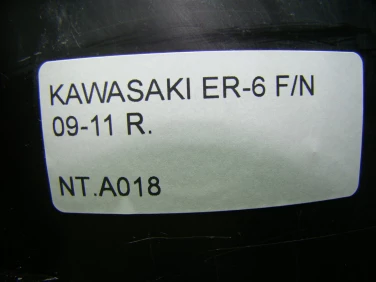 KAWASAKI ER-6 F/N
09-11 R.
NT.A018